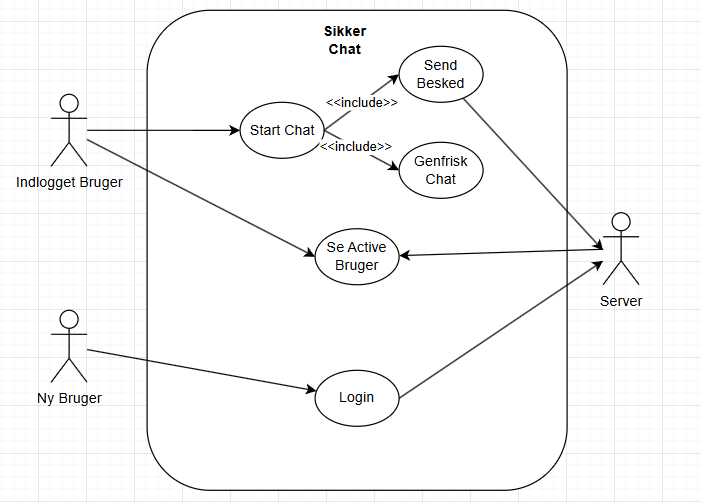 Sikker
Chat
Send
Besked
<<include>>
Start Chat
<<include>>
Genfrisk
Chat
Indlogget Bruger
Se Active
Bruger
Server
Login
Ny Bruger